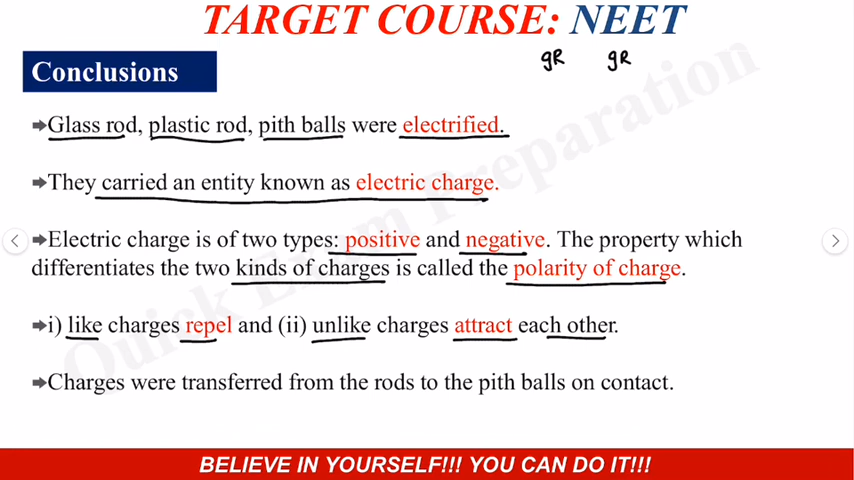 TARGET COURSE: NEET
gR gR
Conclusions
➔Glass rod, plastic rod, pith balls were electrified.
➔They carried an entity known as electric charge.
➔Electric charge is of two types: positive and negative. The property which
differentiates the two kinds of charges is called the polarity of charge.
➔i) like charges repel and (ii) unlike charges attract each other.
➔Charges were transferred from the rods to the pith balls on contact.
Quick Exam Preparation
BELIEVE IN YOURSELF!!! YOU CAN DO IT!!!